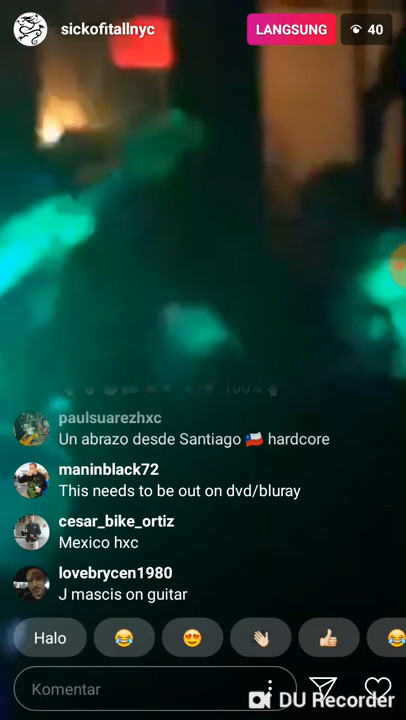 sickofitallnyc
LANGSUNG
40
100%
paulsuarezhxc
Un abrazo desde Santiago 🇨🇱 hardcore
maninblack72
This needs to be out on dvd/bluray
cesar_bike_ortiz
Mexico hxc
lovebrycen1980
J mascis on guitar
Halo
Komentar
DU Recorder